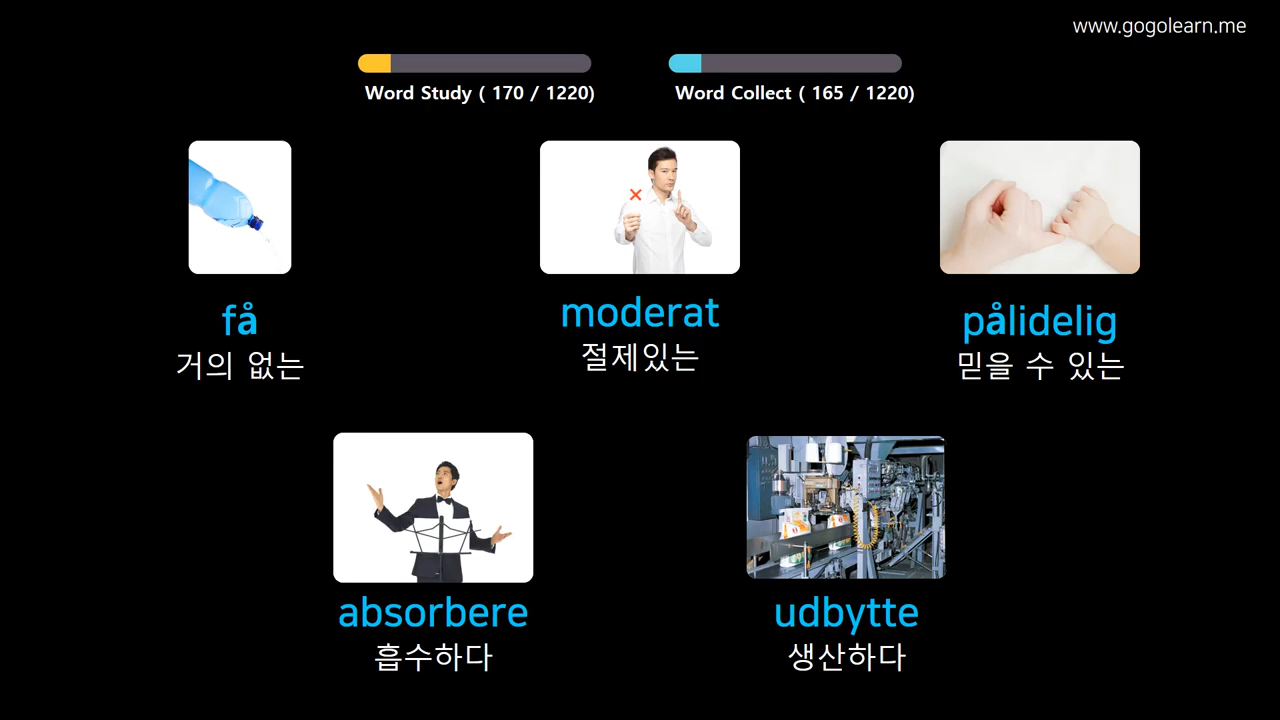 www.gogolearn.me
Word Study ( 170 / 1220)
Word Collect ( 165 / 1220)
få
거의 없는
moderat
절제있는
pålidelig
믿을 수 있는
absorbere
흡수하다
udbytte
생산하다